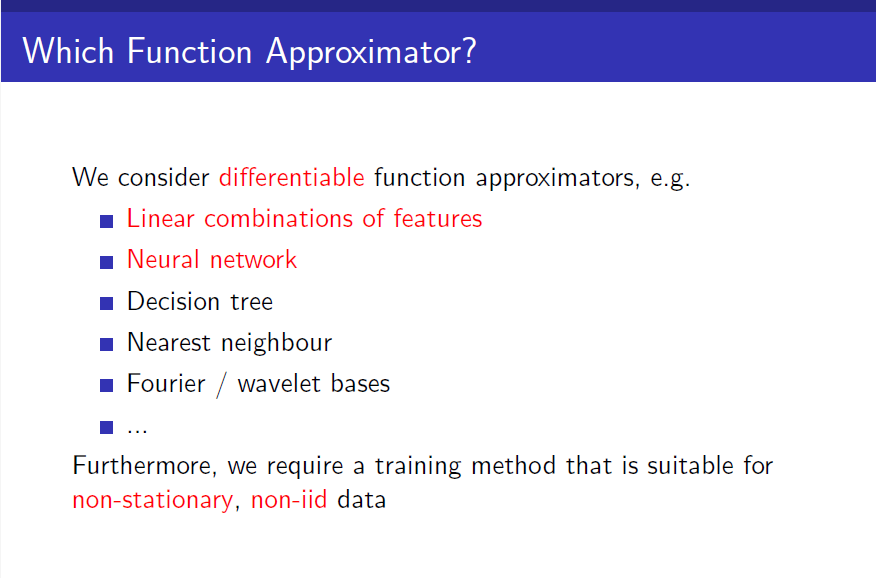 Which Function Approximator?
We consider differentiable function approximators, e.g.
Linear combinations of features
Neural network
Decision tree
Nearest neighbour
Fourier / wavelet bases
...
Furthermore, we require a training method that is suitable for
non-stationary, non-iid data